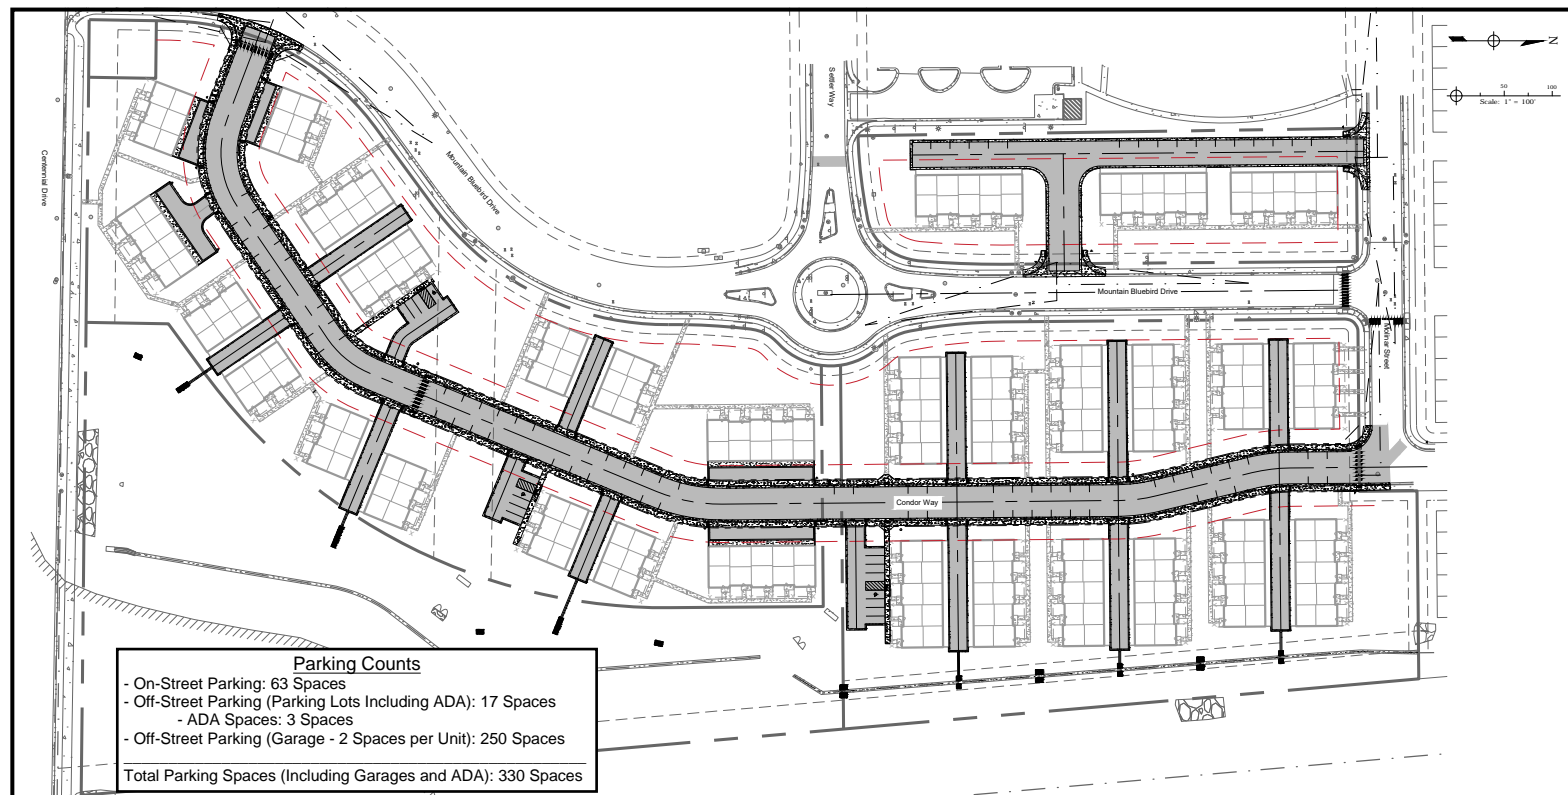 Centennial Drive
Mountain Bluebird Drive
Settler Way
N
50
100
Scale: 1" = 100'
Mountain Bluebird Drive
Street
Condor Way
Parking Counts
- On-Street Parking: 63 Spaces
- Off-Street Parking (Parking Lots Including ADA): 17 Spaces
- ADA Spaces: 3 Spaces
- Off-Street Parking (Garage - 2 Spaces per Unit): 250 Spaces
Total Parking Spaces (Including Garages and ADA): 330 Spaces